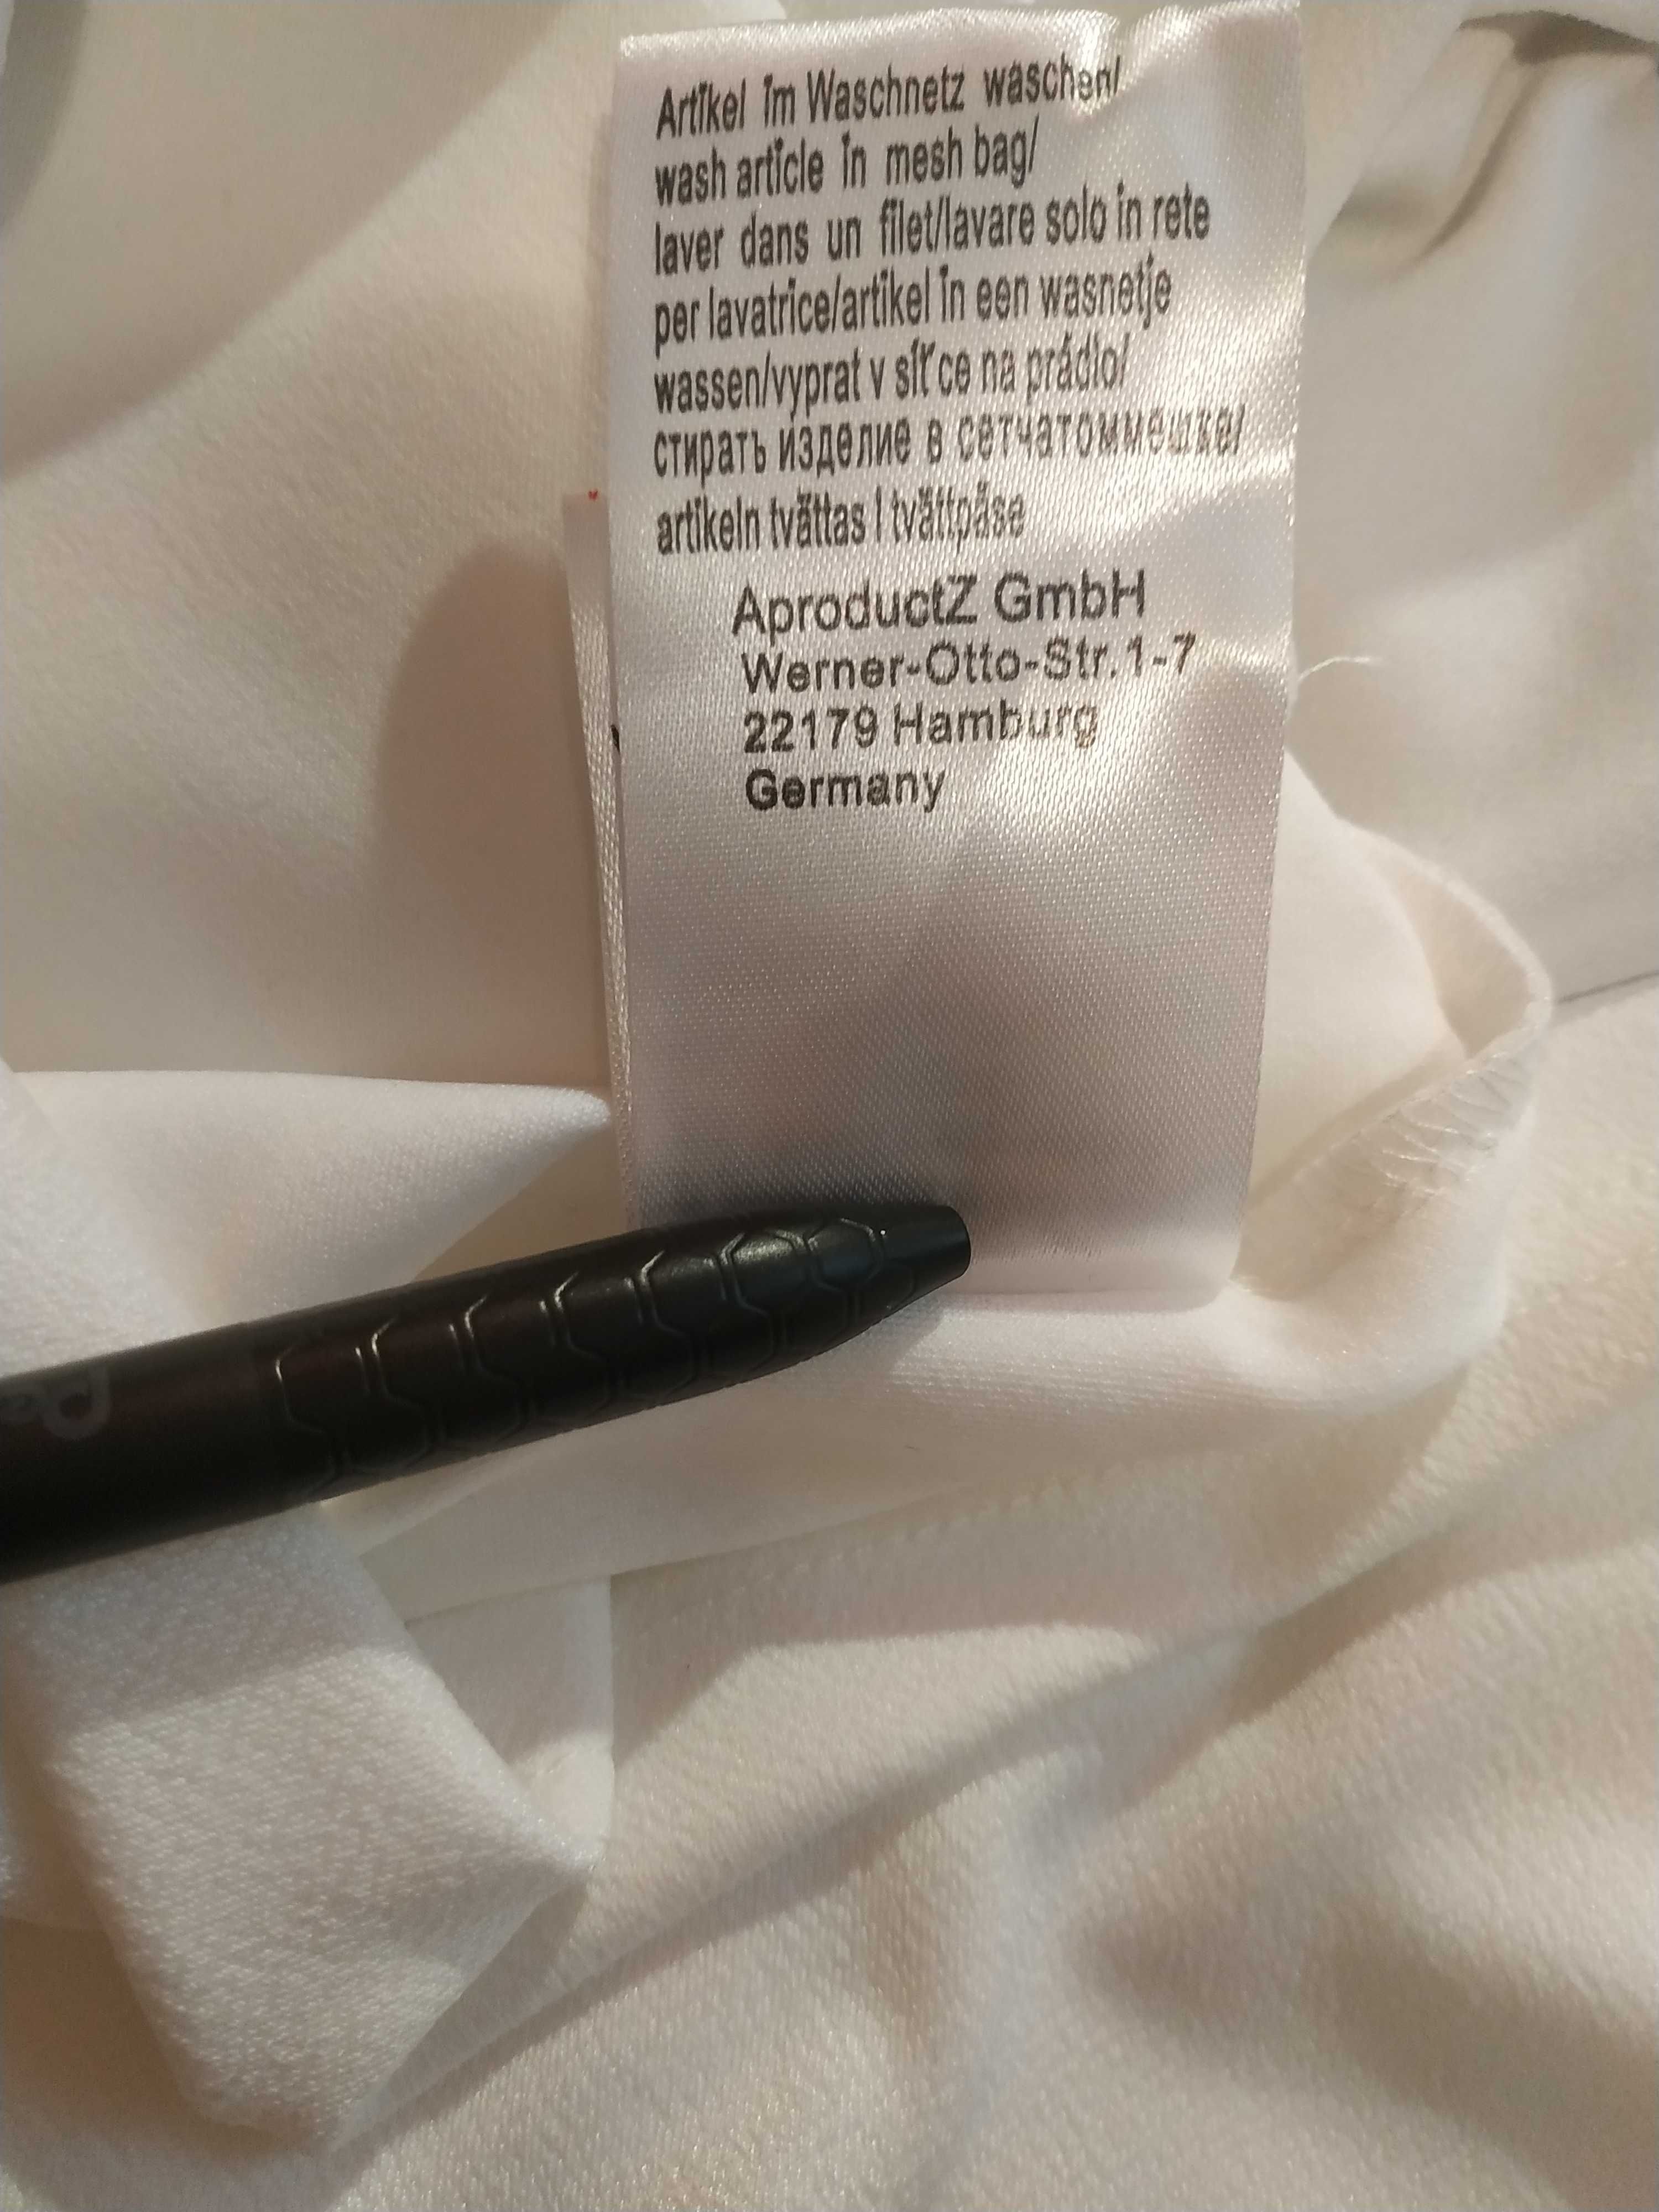 Artikel im Waschnetz waschen/
wash article in mesh bag/
laver dans un filet/lavare solo in rete
per lavatrice/artikel in een wasnetje
wassen/vyprat v síťce na prádlo/
стирать изделие в сетчатоммешке/
artikeln tvättas I tvättpåse
AproductZ GmbH
Werner-Otto-Str.1-7
22179 Hamburg
Germany